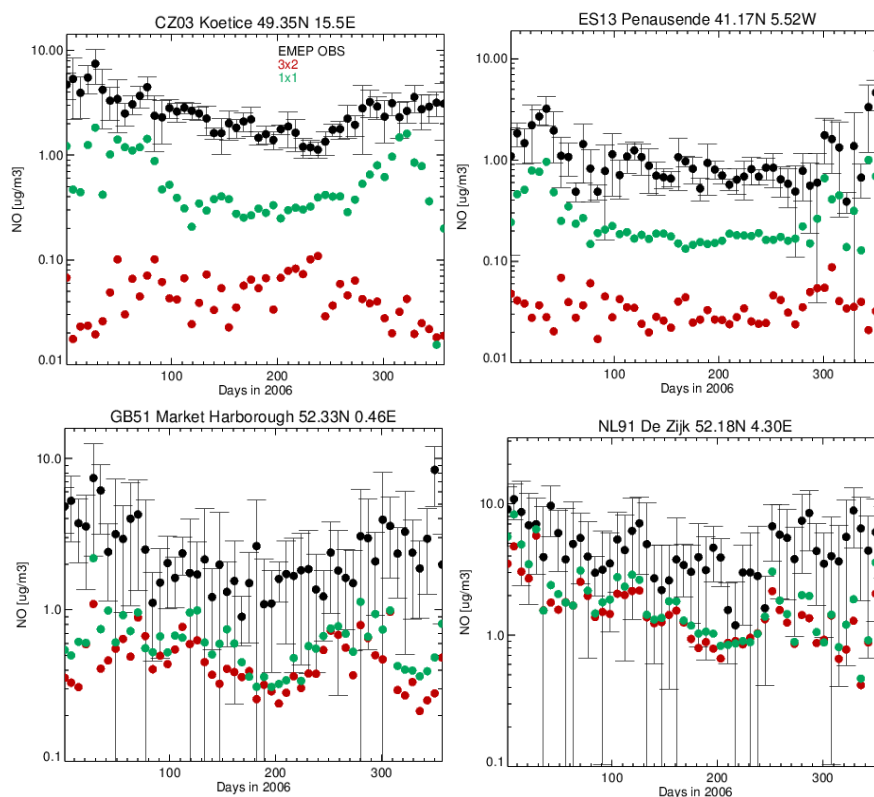 CZ03 Koetice 49.35N 15.5E
EMEP OBS
3x2
1x1
10.00
1.00
0.10
0.01
NO [ug/m3]
100
200
300
Days in 2006
ES13 Penausende 41.17N 5.52W
10.00
1.00
0.10
0.01
NO [ug/m3]
100
200
300
Days in 2006
GB51 Market Harborough 52.33N 0.46E
10.0
1.0
0.1
NO [ug/m3]
100
200
300
Days in 2006
NL91 De Zijk 52.18N 4.30E
10.0
1.0
0.1
NO [ug/m3]
100
200
300
Days in 2006